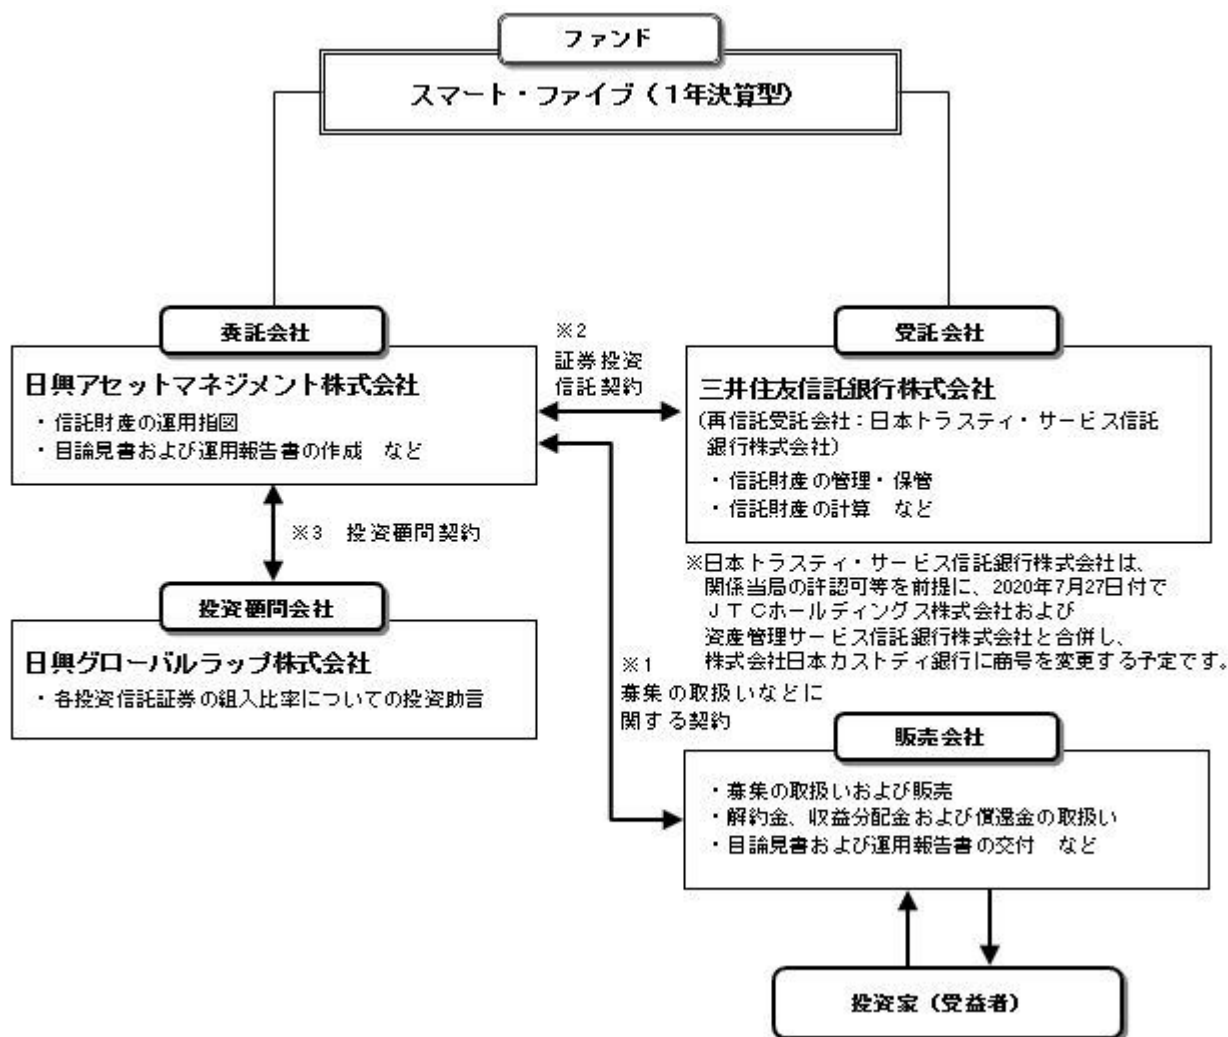 ファンド
スマート・ファイブ（１年決算型）
委託会社
日興アセットマネジメント株式会社
・信託財産の運用指図
・目論見書および運用報告書の作成　など
※2
証券投資
信託契約
受託会社
三井住友信託銀行株式会社
（再信託受託会社：日本トラスティ・サービス信託
銀行株式会社）
・信託財産の管理・保管
・信託財産の計算　など
※3　投資顧問契約
※日本トラスティ・サービス信託銀行株式会社は、
関係当局の許認可等を前提に、2020年7月27日付で
ＪＴＣホールディングス株式会社および
資産管理サービス信託銀行株式会社と合併し、
株式会社日本カストディ銀行に商号を変更する予定です。
投資顧問会社
日興グローバルラップ株式会社
・各投資信託証券の組入比率についての投資助言
※1
募集の取扱いなどに
関する契約
販売会社
・募集の取扱いおよび販売
・解約金、収益分配金および償還金の取扱い
・目論見書および運用報告書の交付　など
投資家（受益者）